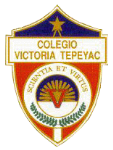 COLEGIO
VICTORIA TEPEYAC
SCIENTIA ET VIRTUS